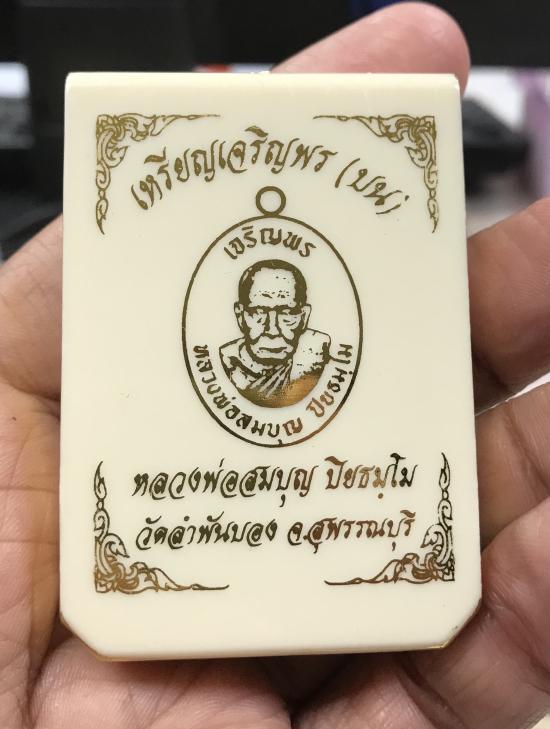 เหรียญเจริญพร (บน)
เจริญพร
หลวงพ่อสมบุญ ปิยธมฺโม
หลวงพ่อสมบุญ ปิยธมฺโม
วัดลำพันบอง จ.สุพรรณบุรี